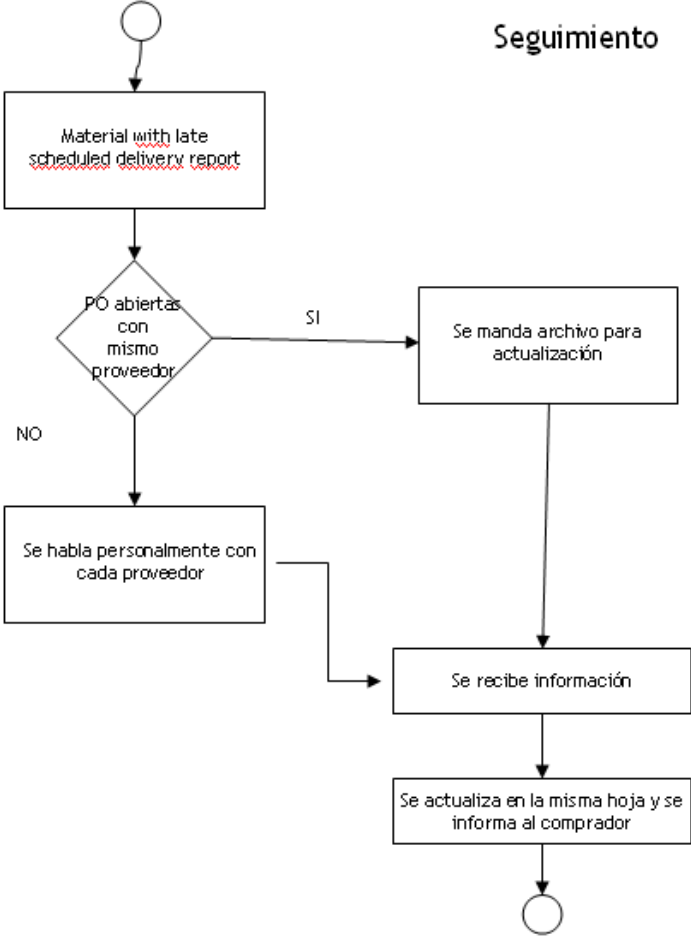 Seguimiento
Material with late
scheduled delivery report
PO abiertas
con
mismo
proveedor
SI
Se manda archivo para
actualización
NO
Se habla personalmente con
cada proveedor
Se recibe información
Se actualiza en la misma hoja y se
informa al comprador